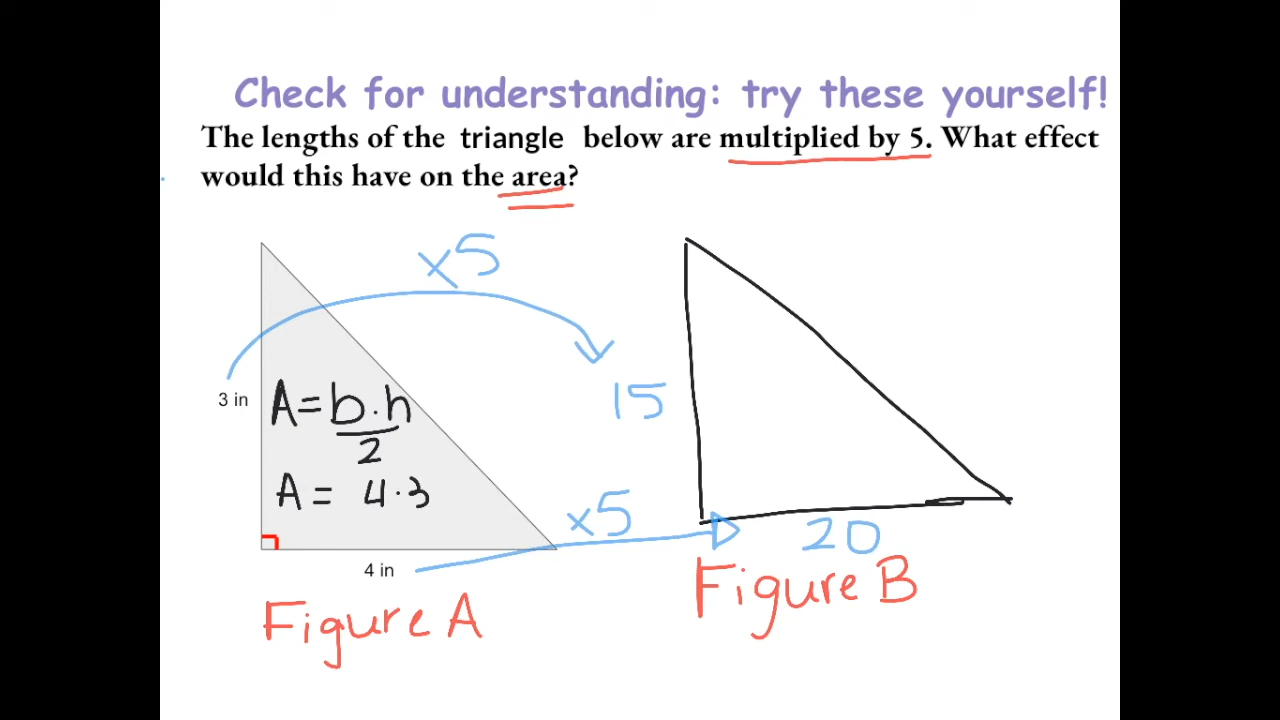 Check for understanding: try these yourself!
The lengths of the triangle below are multiplied by 5. What effect
would this have on the area?
×5
3 in
15
A = b · h
2
A = 4 · 3
×5
20
4 in
Figure A
Figure B